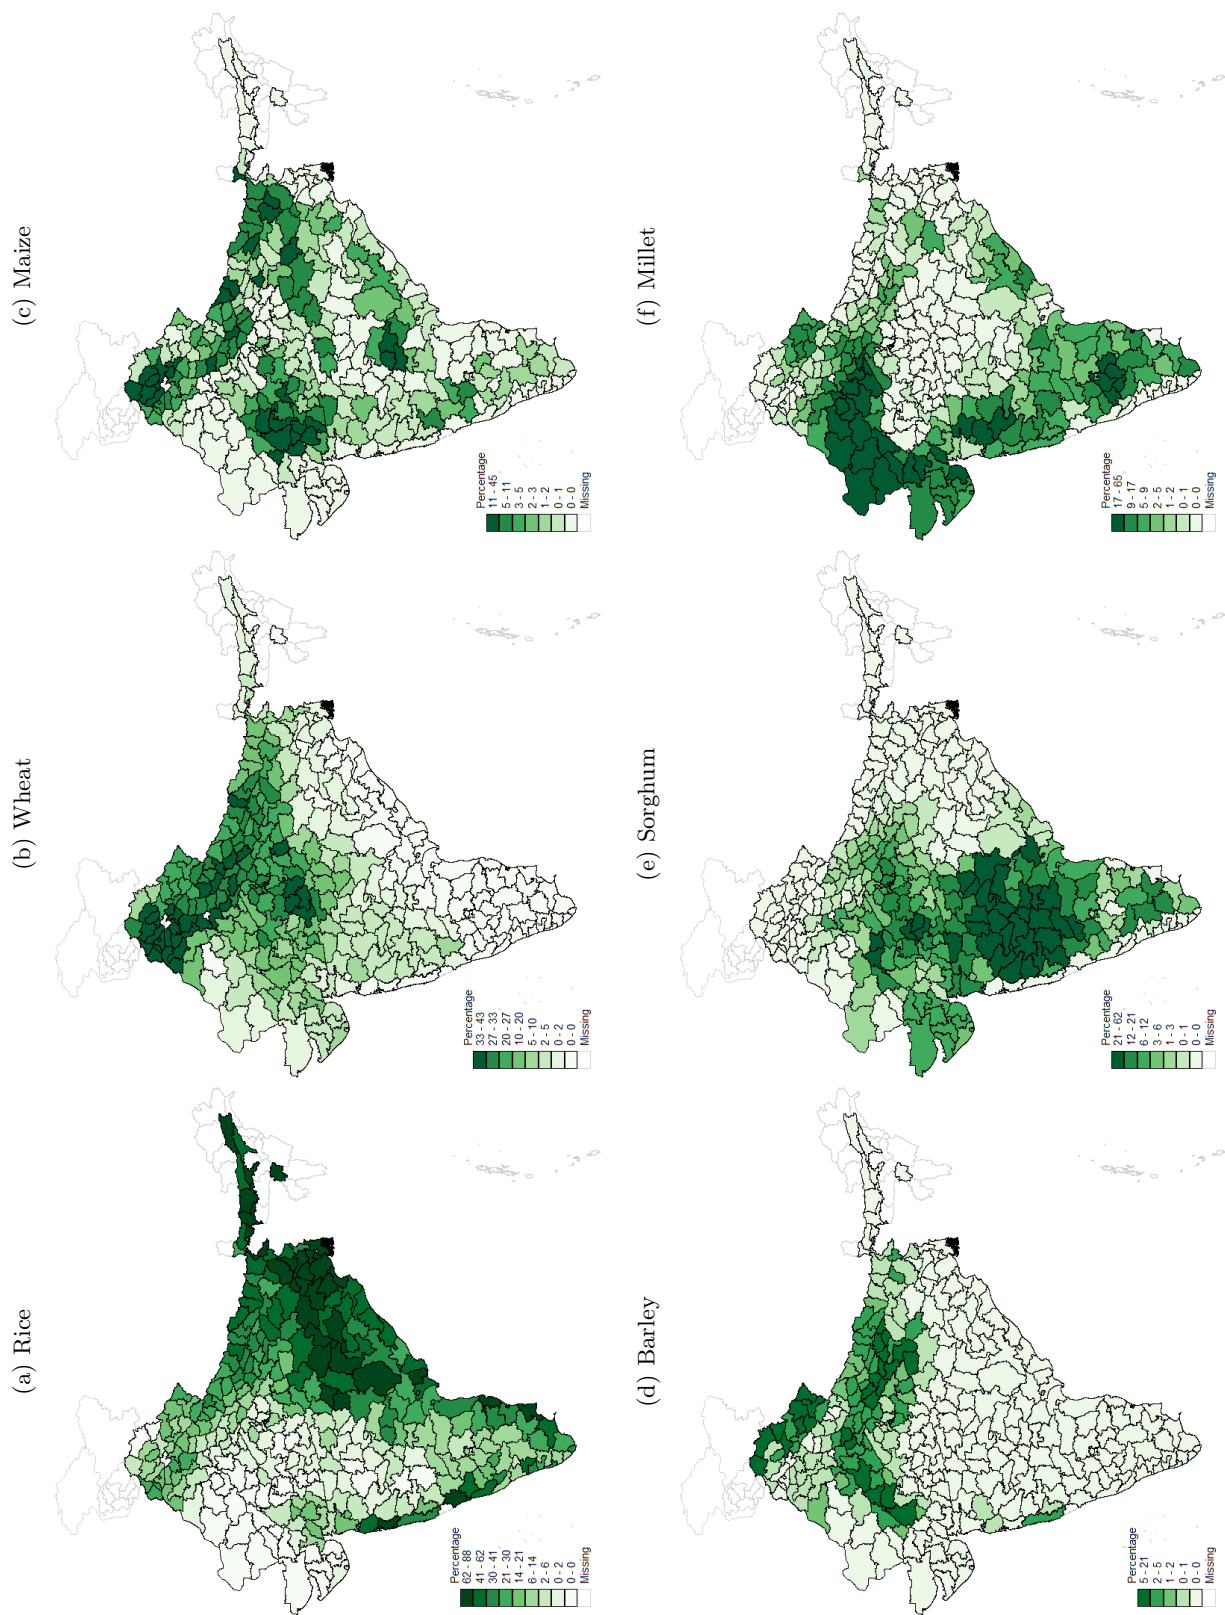 (a) Rice
Percentage
62 - 88
41 - 62
30 - 41
21 - 30
14 - 21
6 - 14
2 - 6
0 - 2
0 - 0
Missing
(b) Wheat
Percentage
33 - 43
27 - 33
20 - 27
10 - 20
5 - 10
2 - 5
0 - 2
0 - 0
Missing
(c) Maize
Percentage
11 - 45
5 - 11
3 - 5
2 - 3
1 - 2
0 - 1
0 - 0
Missing
(d) Barley
Percentage
5 - 21
2 - 5
1 - 2
0 - 1
0 - 0
Missing
(e) Sorghum
Percentage
21 - 62
12 - 21
6 - 12
3 - 6
1 - 3
0 - 1
0 - 0
Missing
(f) Millet
Percentage
17 - 65
9 - 17
5 - 9
2 - 5
1 - 2
0 - 1
0 - 0
Missing